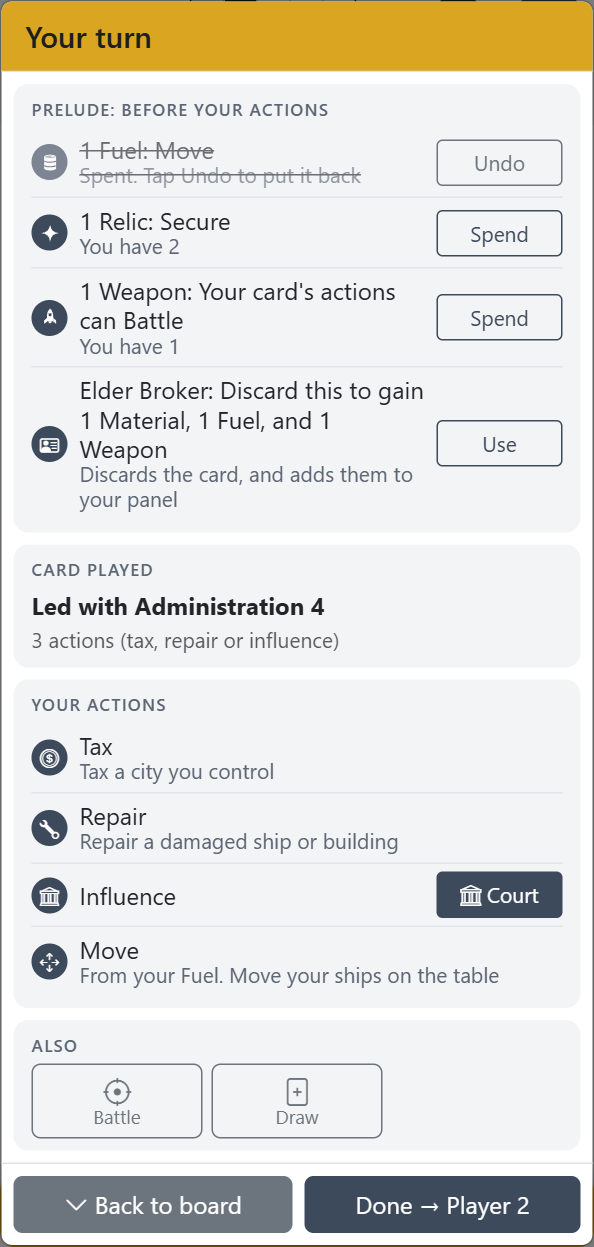 Your turn
PRELUDE: BEFORE YOUR ACTIONS
1 Fuel: Move
Spent. Tap Undo to put it back
Undo
1 Relic: Secure
You have 2
Spend
1 Weapon: Your card's actions
can Battle
You have 1
Spend
Elder Broker: Discard this to gain
1 Material, 1 Fuel, and 1
Weapon
Discards the card, and adds them to
your panel
Use
CARD PLAYED
Led with Administration 4
3 actions (tax, repair or influence)
YOUR ACTIONS
Tax
Tax a city you control
Repair
Repair a damaged ship or building
Influence
Court
Move
From your Fuel. Move your ships on the table
ALSO
Battle
Draw
Back to board
Done → Player 2